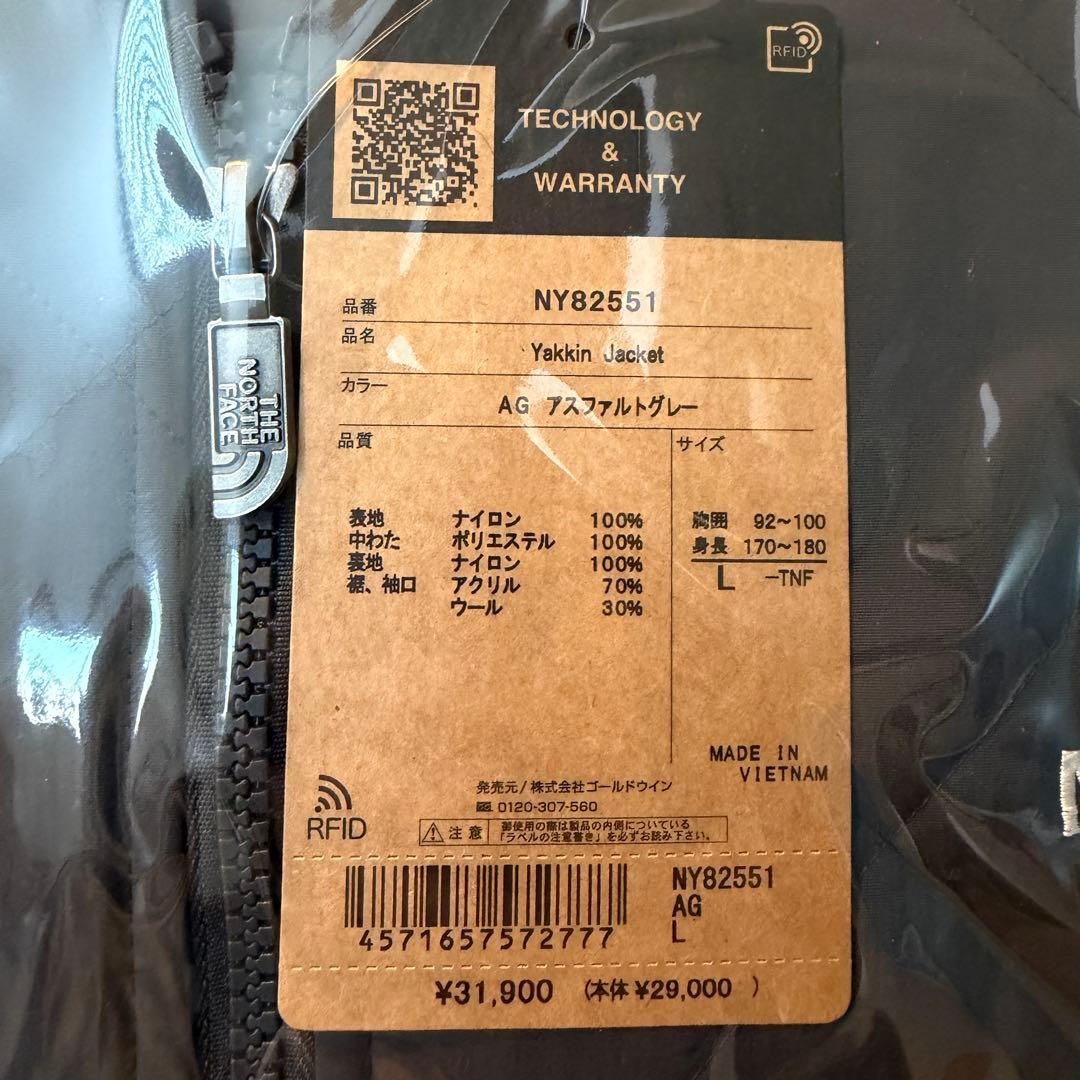 RFID
TECHNOLOGY
&
WARRANTY
THE
NORTH
FACE
品番 NY82551
品名 Yakkin Jacket
カラー AG アスファルトグレー
品質 サイズ
表地 ナイロン 100%
中わた ポリエステル 100%
裏地 ナイロン 100%
裾、袖口 アクリル 70%
ウール 30%
胸囲 92~100
身長 170~180
L -TNF
MADE IN
VIETNAM
発売元/株式会社ゴールドウイン
0120-307-560
RFID
注意 御使用の際は製品の内側についている
「ラベルの注意書き」を必ずお読み下さい。
4571657572777
NY82551
AG
L
¥31,900 (本体 ¥29,000 )